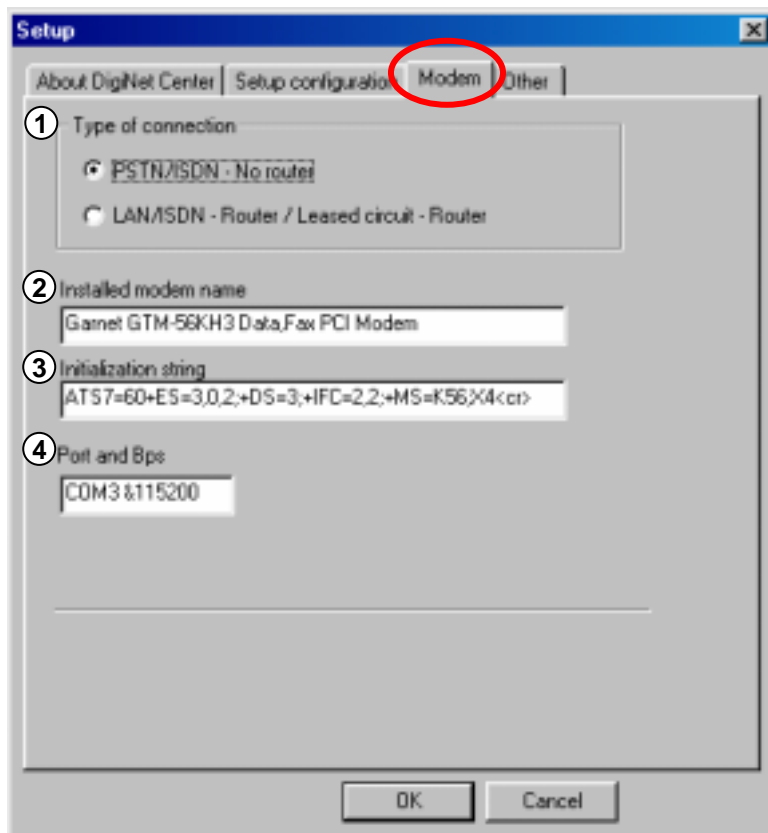 Setup
About DigiNet Center Setup configuration Modem Other
1 Type of connection
PSTN/ISDN - No router
LAN/ISDN - Router / Leased circuit - Router
2 Installed modem name
Garnet GTM-56KH3 Data,Fax PCI Modem
3 Initialization string
ATS7=60+ES=3,0,2;+DS=3;+IFC=2,2;+MS=K56;X4<cr>
4 Port and Bps
COM3 &115200
OK Cancel